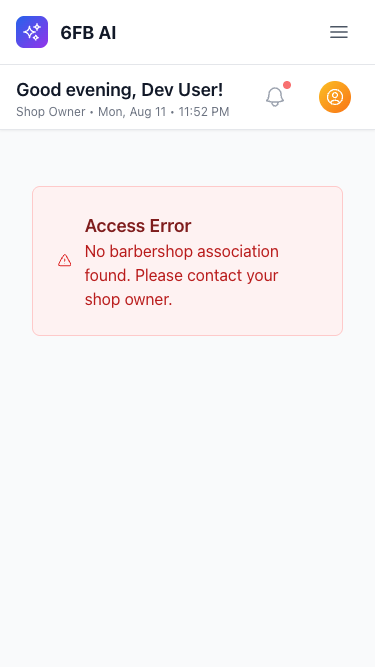 6FB AI
Good evening, Dev User!
Shop Owner • Mon, Aug 11 • 11:52 PM
Access Error
No barbershop association
found. Please contact your
shop owner.